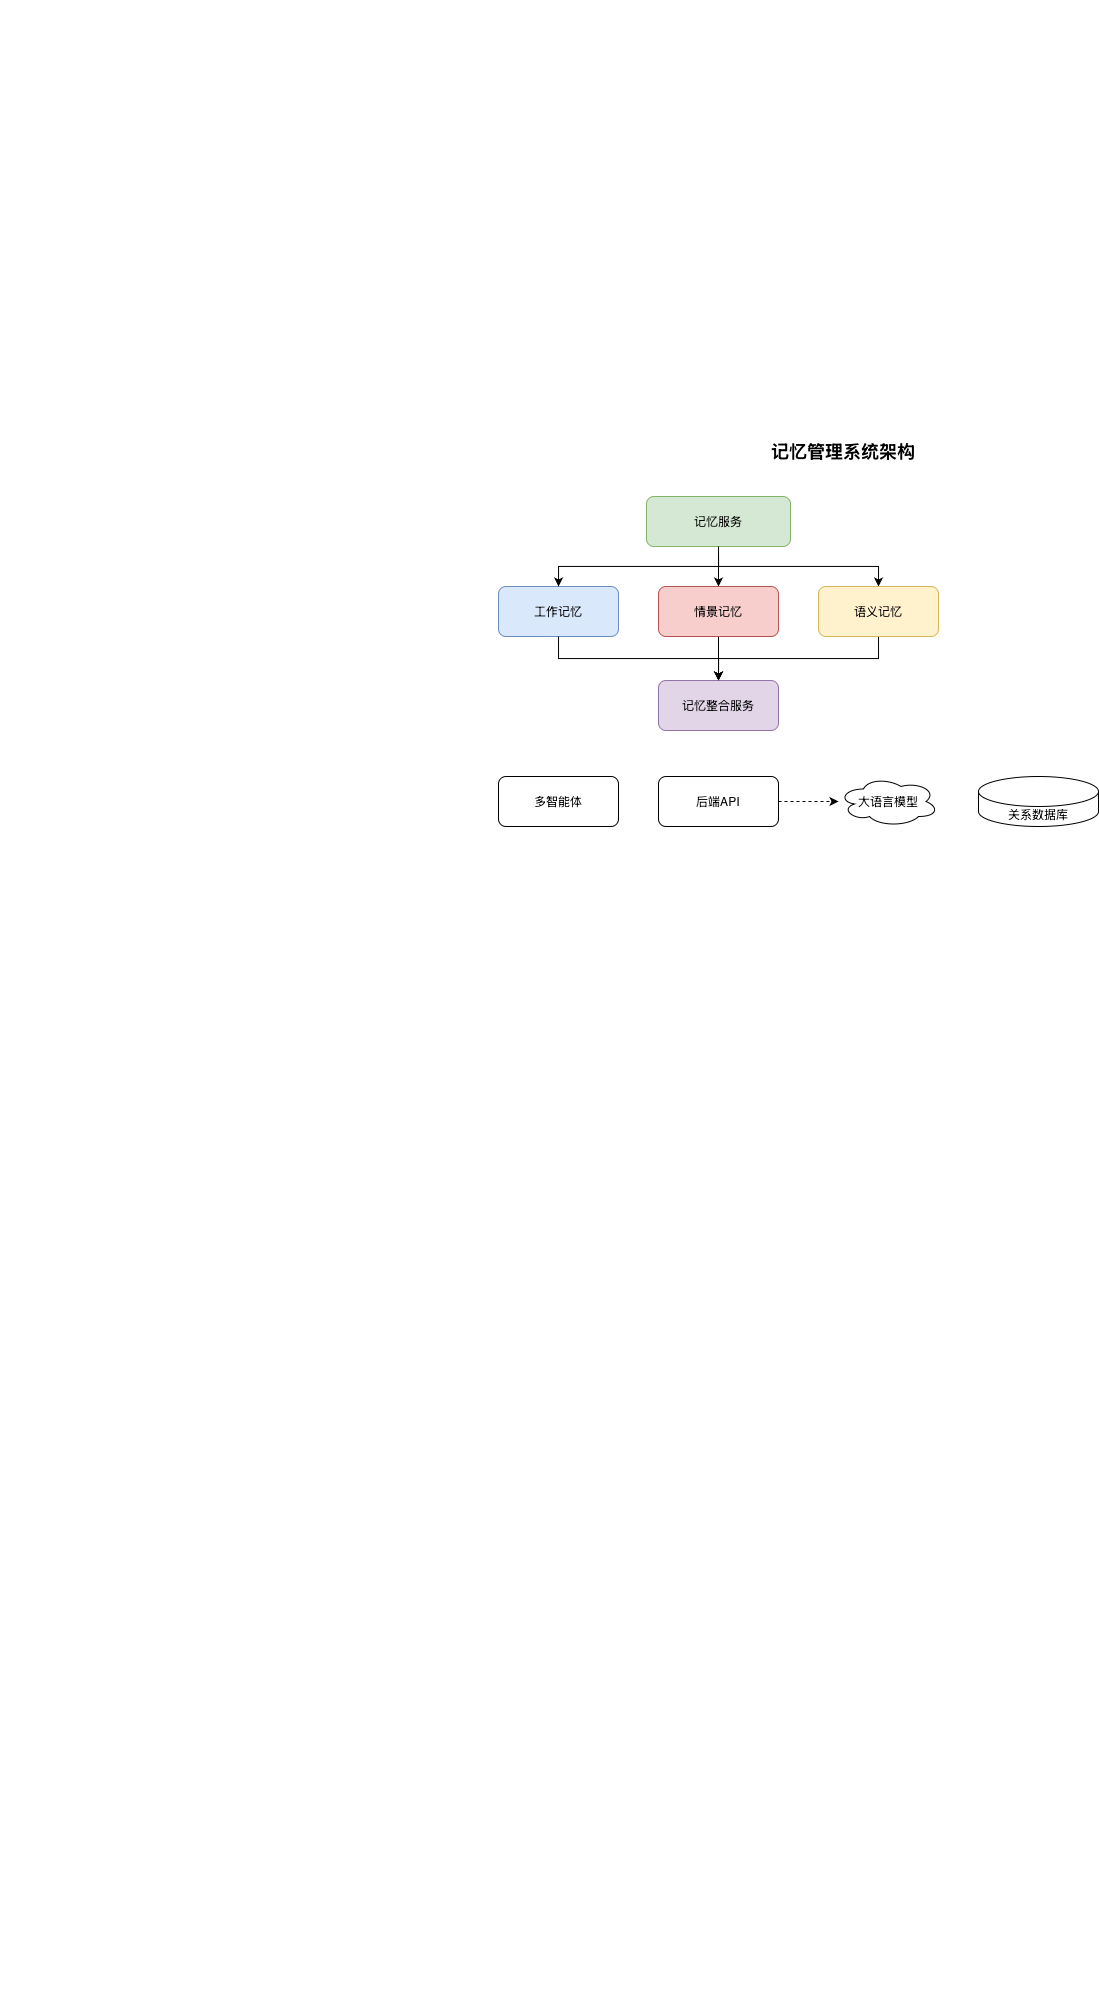 记忆管理系统架构
记忆服务
工作记忆
情景记忆
语义记忆
记忆整合服务
多智能体
后端API
大语言模型
关系数据库